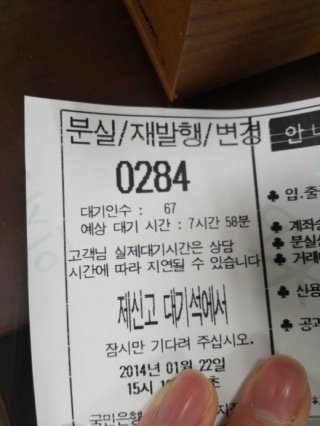 분실/재발행/변경
0284
대기인수 : 67
예상 대기 시간 : 7시간 58분
고객님 실제대기시간은 상담
시간에 따라 지연될 수 있습니다
제신고 대기석에서
잠시만 기다려 주십시오.
2014년 01월 22일
15시
국민은행
안
♣ 입.출
♣ 계좌송
분실신
♣ 거래
♣ 신용
♣ 공과